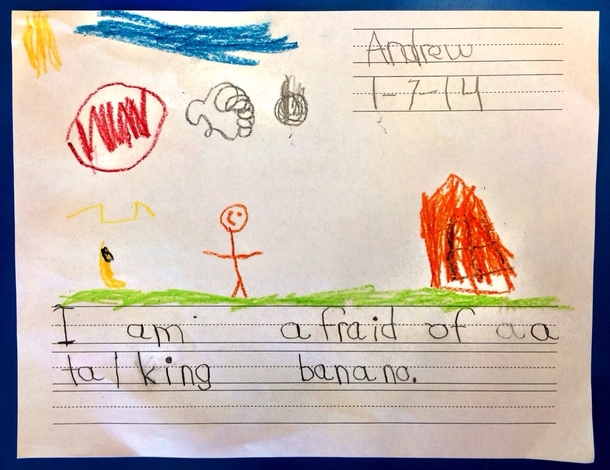 Andrew
1-7-14
I am afraid of aa
talking banana.